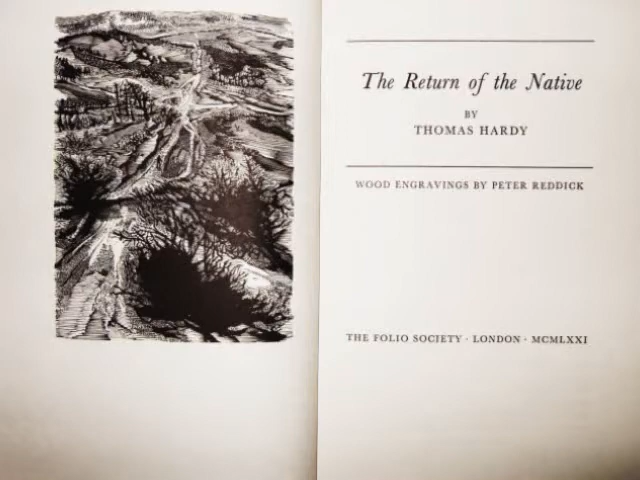 The Return of the Native
BY
THOMAS HARDY
WOOD ENGRAVINGS BY PETER REDDICK
THE FOLIO SOCIETY · LONDON · MCMLXXI